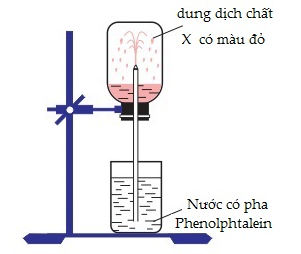 dung dịch chất
X có màu đỏ
Nước có pha
Phenolphtalein